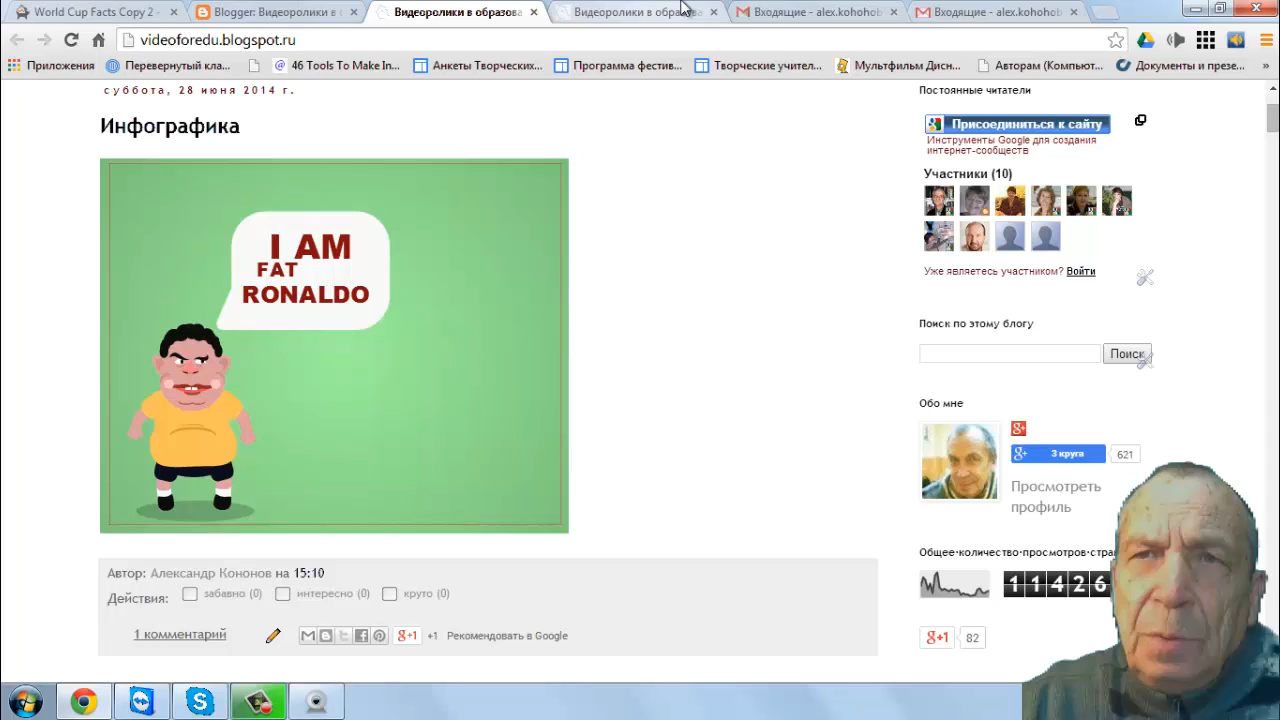 World Cup Facts Copy 2 -
Blogger: Видеоролики в
Видеоролики в образова
Видеоролики в образова
Входящие - alex.kohohob
Входящие - alex.kohohob
videoforedu.blogspot.ru
Приложения
Перевернутый кла...
46 Tools To Make In...
Анкеты Творческих...
Программа фестив...
Творческие учител...
Мультфильм Дисн...
Авторам (Компьют...
Документы и презе...
»
суббота, 28 июня 2014 г.
Инфографика
I AM
FAT
RONALDO
Автор: Александр Кононов на 15:10
Действия: забавно (0) интересно (0) круто (0)
1 комментарий
g+1 +1 Рекомендовать в Google
Постоянные читатели
Присоединиться к сайту
Инструменты Google для создания
интернет-сообществ
Участники (10)
Уже являетесь участником? Войти
Поиск по этому блогу
Поиск
Обо мне
g+
g+ 3 круга 621
Просмотреть
профиль
Общее количество просмотров стра
11426
g+1 82